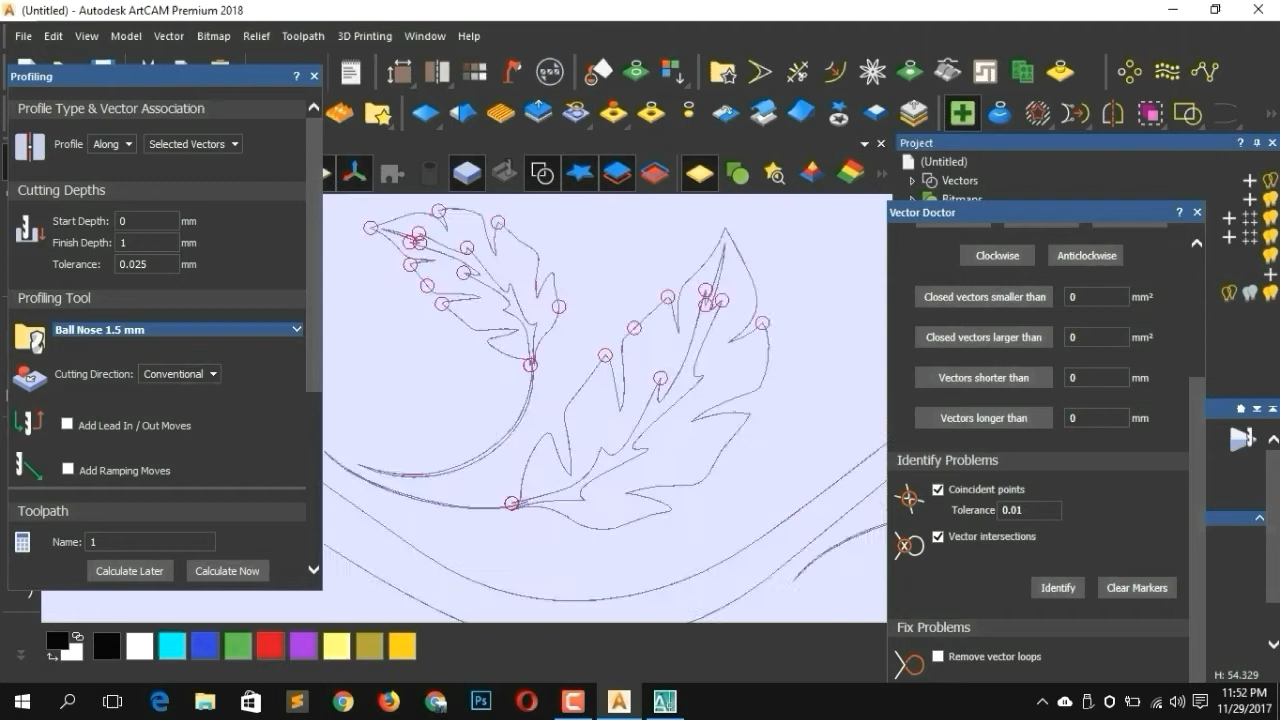 (Untitled) - Autodesk ArtCAM Premium 2018
File Edit View Model Vector Bitmap Relief Toolpath 3D Printing Window Help
Profiling ? ×
Profile Type & Vector Association
Profile Along Selected Vectors
Cutting Depths
Start Depth: 0 mm
Finish Depth: 1 mm
Tolerance: 0.025 mm
Profiling Tool
Ball Nose 1.5 mm
Cutting Direction: Conventional
Add Lead In / Out Moves
Add Ramping Moves
Toolpath
Name: 1
Calculate Later Calculate Now
Project
(Untitled)
Vectors
Bitmaps
Vector Doctor ? ×
Clockwise Anticlockwise
Closed vectors smaller than 0 mm²
Closed vectors larger than 0 mm²
Vectors shorter than 0 mm
Vectors longer than 0 mm
Identify Problems
Coincident points
Tolerance 0.01
Vector intersections
Identify Clear Markers
Fix Problems
Remove vector loops
H: 54.329
11:52 PM
11/29/2017